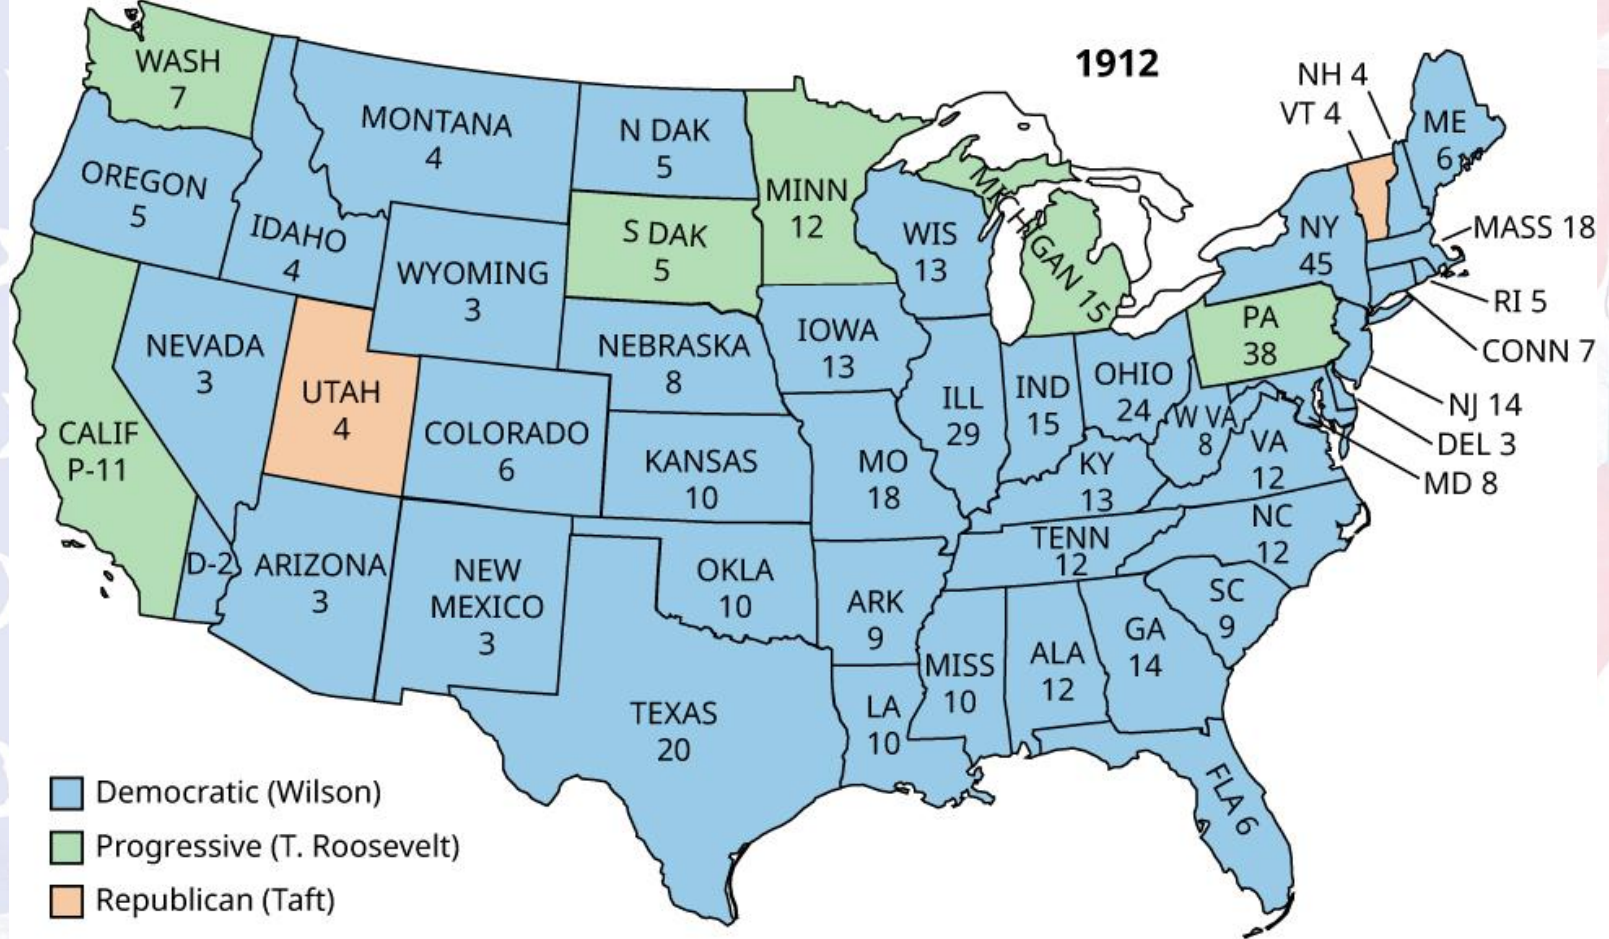 1912
NH 4
VT 4
WASH
7
ME
6
MONTANA
4
N DAK
5
OREGON
5
MINN
12
IDAHO
4
S DAK
5
WIS
13
MICHIGAN 15
NY
45
MASS 18
WYOMING
3
RI 5
PA
38
NEVADA
3
NEBRASKA
8
IOWA
13
CONN 7
UTAH
4
IND
15
OHIO
24
NJ 14
ILL
29
W VA
8
DEL 3
CALIF
P-11
COLORADO
6
KANSAS
10
MO
18
KY
13
VA
12
MD 8
D-2
ARIZONA
3
NEW
MEXICO
3
OKLA
10
TENN
12
NC
12
ARK
9
SC
9
MISS
10
ALA
12
GA
14
TEXAS
20
LA
10
FLA 6
Democratic (Wilson)
Progressive (T. Roosevelt)
Republican (Taft)